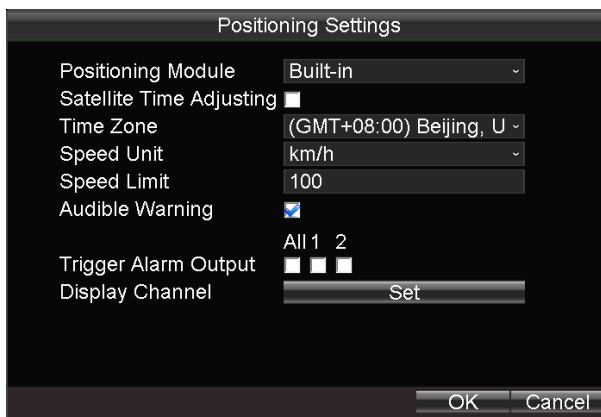 Positioning Settings
Positioning Module Built-in
Satellite Time Adjusting
Time Zone (GMT+08:00) Beijing, U
Speed Unit km/h
Speed Limit 100
Audible Warning
All 1 2
Trigger Alarm Output
Display Channel Set
OK Cancel